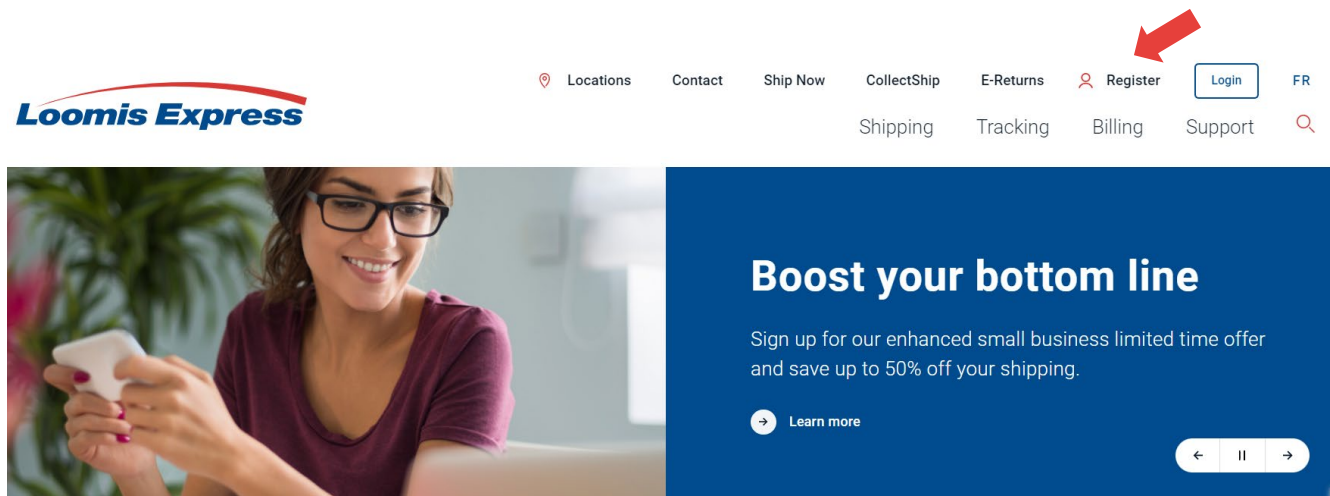 Locations Contact Ship Now CollectShip E-Returns Register Login FR
Loomis Express
Shipping Tracking Billing Support
Boost your bottom line
Sign up for our enhanced small business limited time offer
and save up to 50% off your shipping.
Learn more